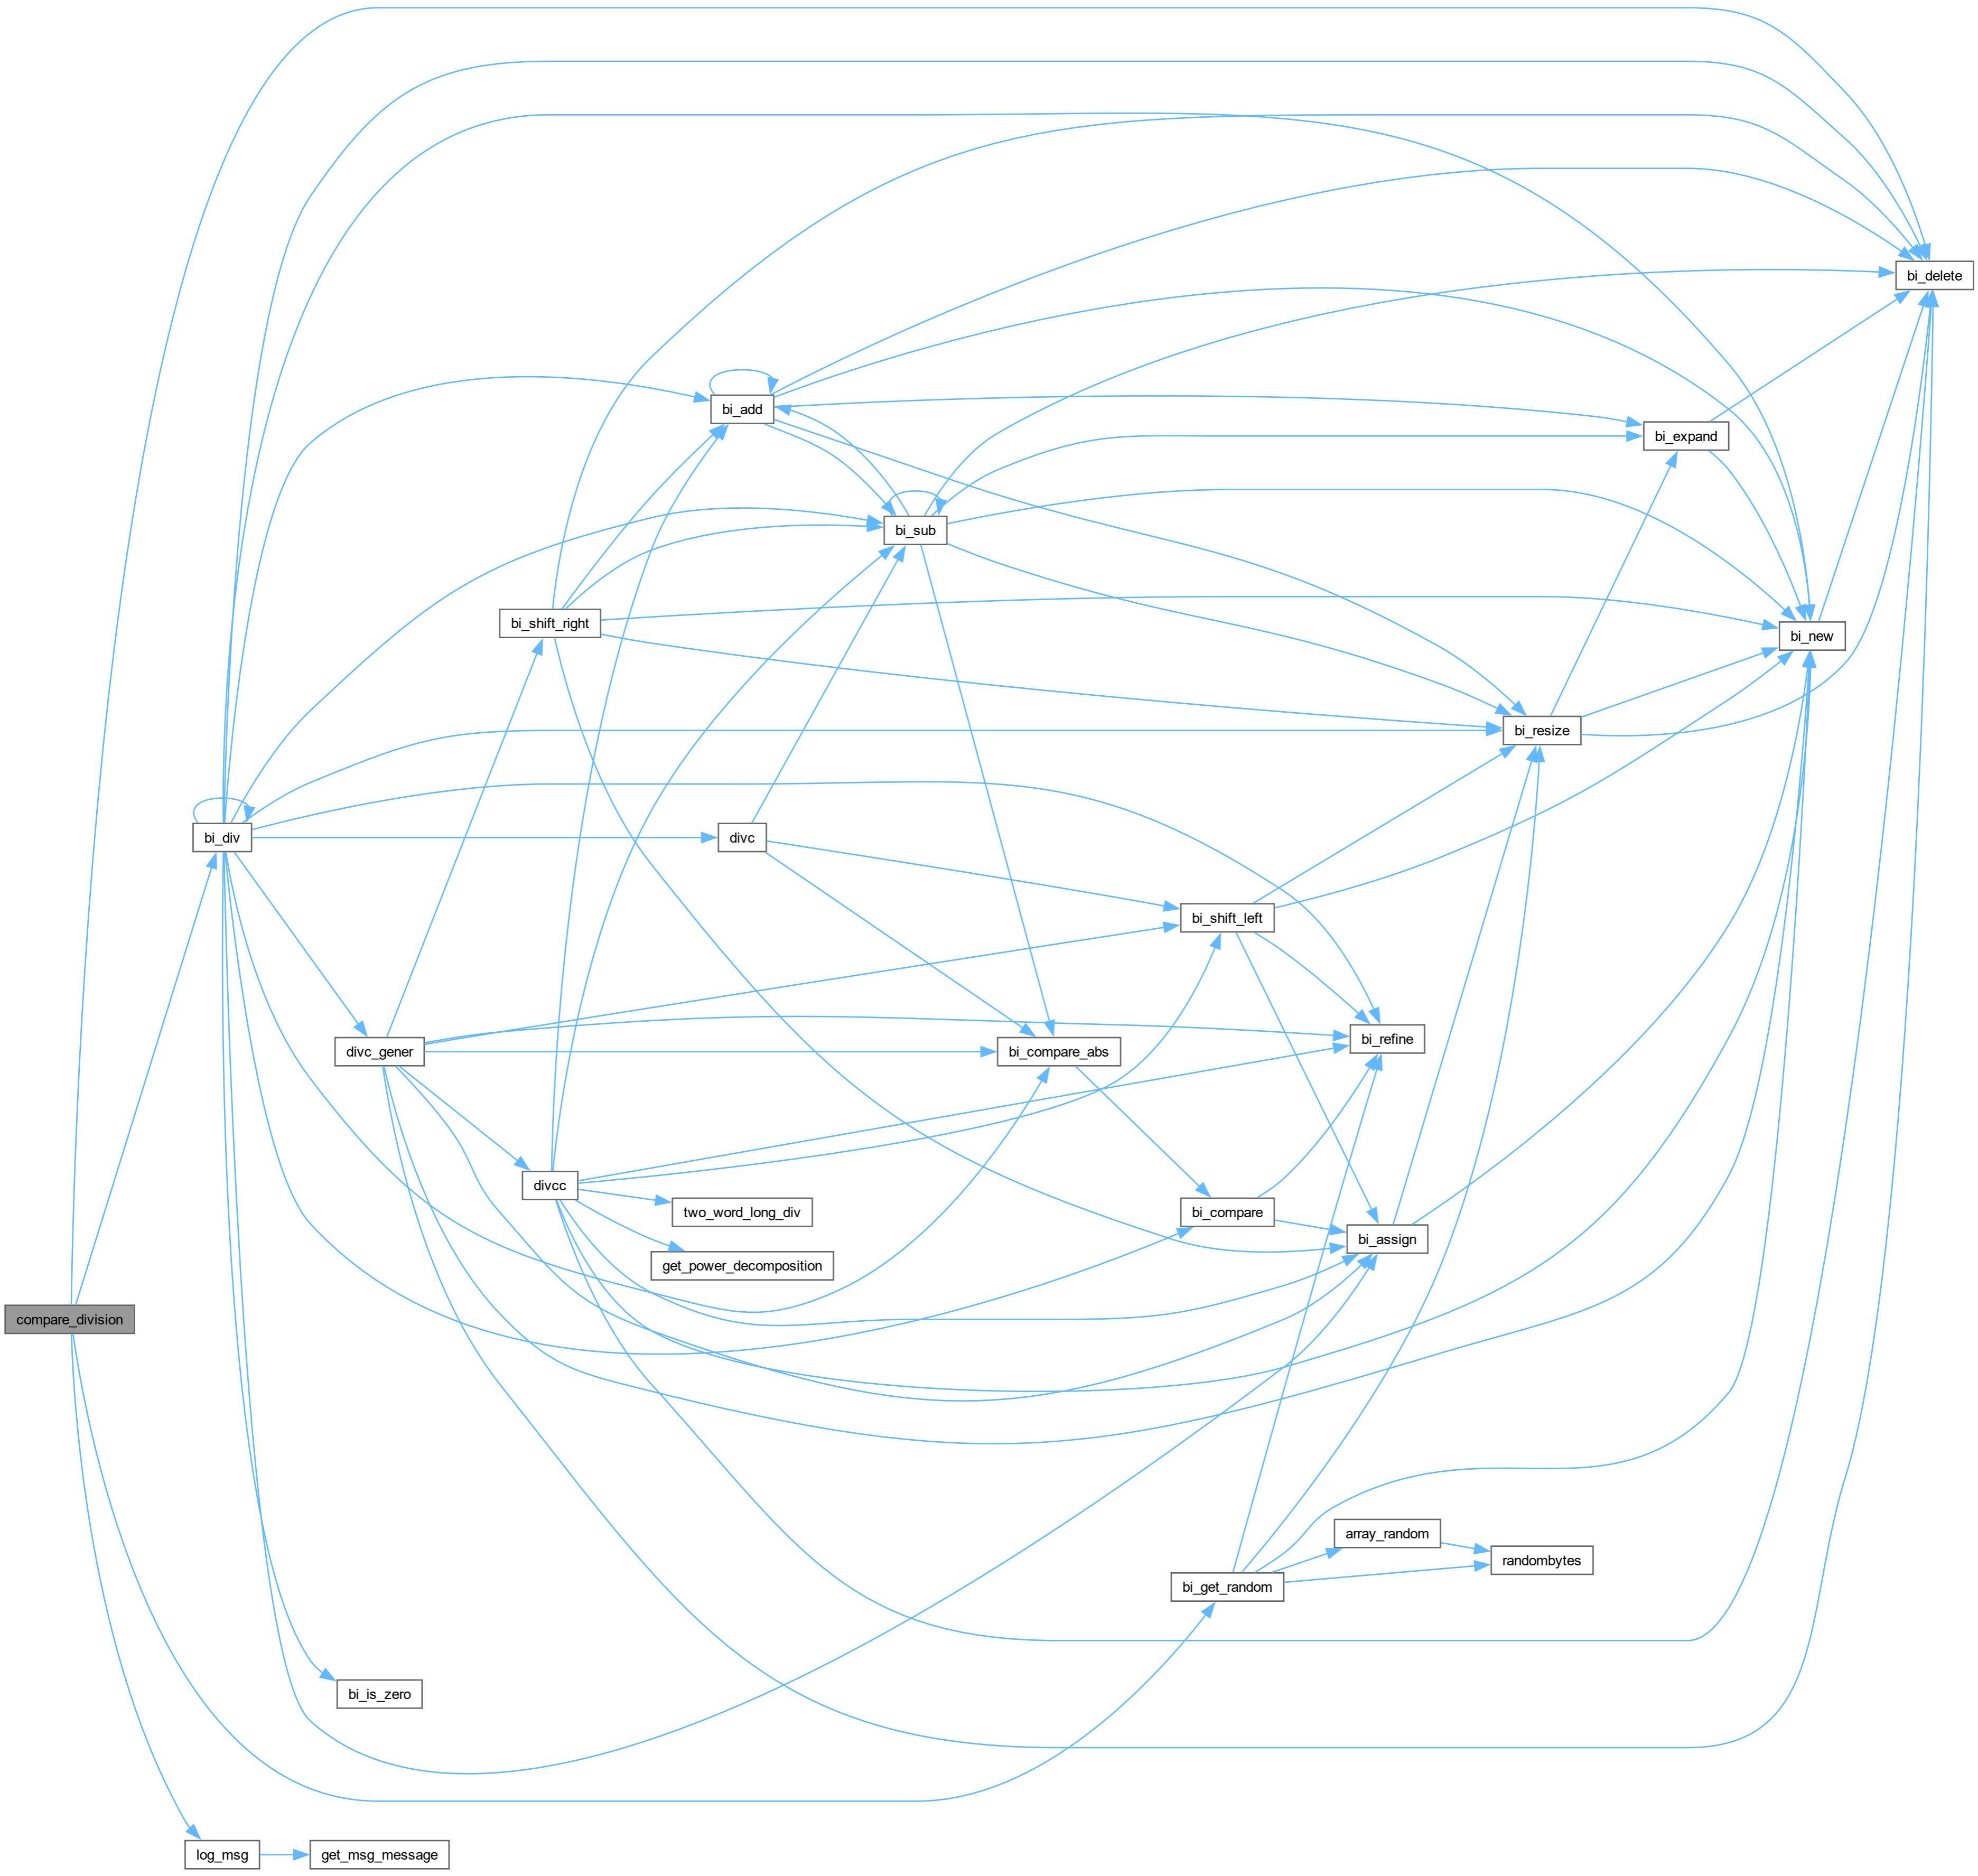 bi_delete
bi_add
bi_expand
bi_sub
bi_shift_right
bi_new
bi_resize
bi_div
divc
bi_shift_left
bi_refine
divc_gener
bi_compare_abs
divcc
two_word_long_div
bi_compare
bi_assign
get_power_decomposition
compare_division
array_random
randombytes
bi_get_random
bi_is_zero
log_msg
get_msg_message